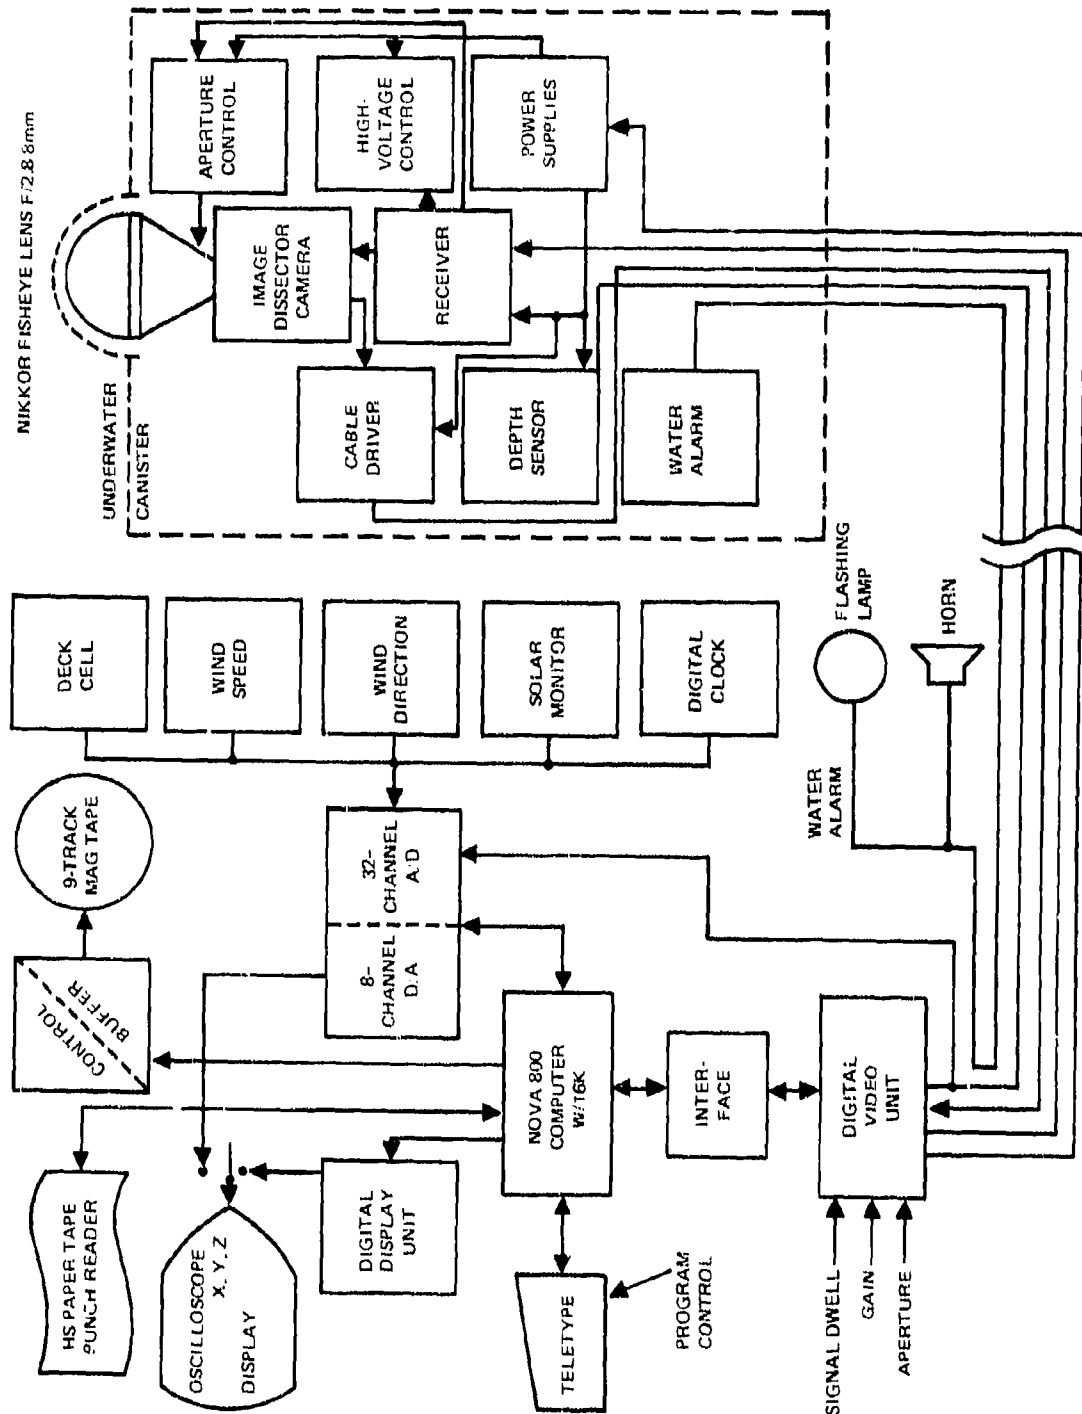 NIKKOR FISHEYE LENS F/2.8 8mm
UNDERWATER
CANISTER
APERTURE
CONTROL
HIGH-
VOLTAGE
CONTROL
POWER
SUPPLIES
IMAGE
DISSECTOR
CAMERA
RECEIVER
CABLE
DRIVER
DEPTH
SENSOR
WATER
ALARM
DECK
CELL
WIND
SPEED
WIND
DIRECTION
SOLAR
MONITOR
DIGITAL
CLOCK
FLASHING
LAMP
HORN
WATER
ALARM
9-TRACK
MAG TAPE
CONTROL
BUFFER
32-
CHANNEL
A/D
8-
CHANNEL
D/A
HS PAPER TAPE
PUNCH READER
OSCILLOSCOPE
X, Y, Z
DISPLAY
DIGITAL
DISPLAY
UNIT
NOVA 800
COMPUTER
W/16K
INTER-
FACE
DIGITAL
VIDEO
UNIT
TELETYPE
PROGRAM
CONTROL
SIGNAL DWELL
GAIN
APERTURE